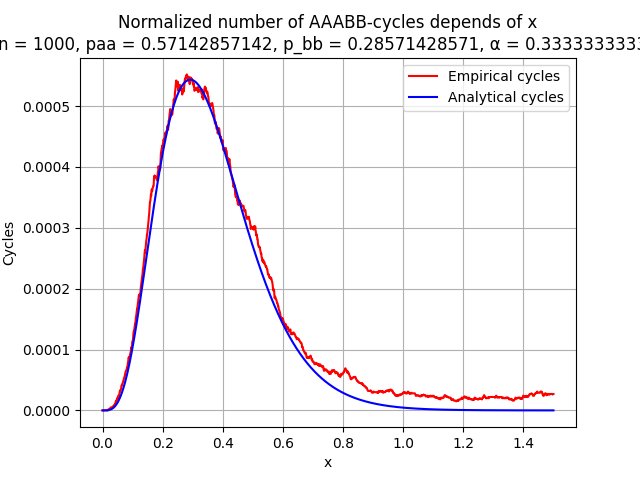 Normalized number of AAABB-cycles depends of x
n = 1000, paa = 0.57142857142, p_bb = 0.28571428571, α = 0.3333333333
Empirical cycles
Analytical cycles
0.0005
0.0004
0.0003
0.0002
0.0001
0.0000
Cycles
0.0 0.2 0.4 0.6 0.8 1.0 1.2 1.4
x